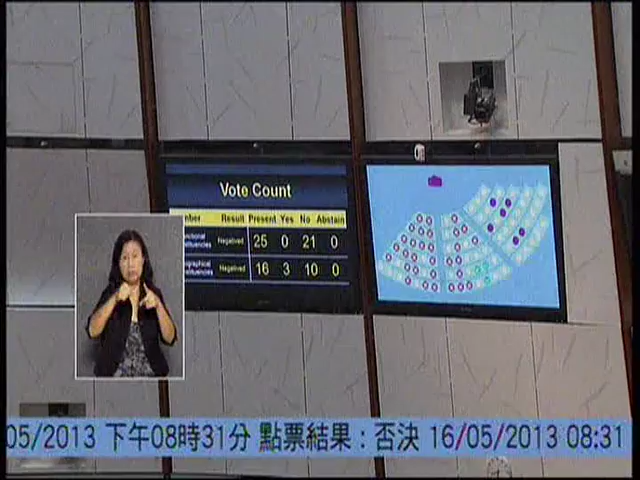 Vote Count
Result Present Yes No Abstain
Negatived 25 0 21 0
Negatived 16 3 10 0
05/2013 下午08時31分 點票結果 : 否決 16/05/2013 08:31